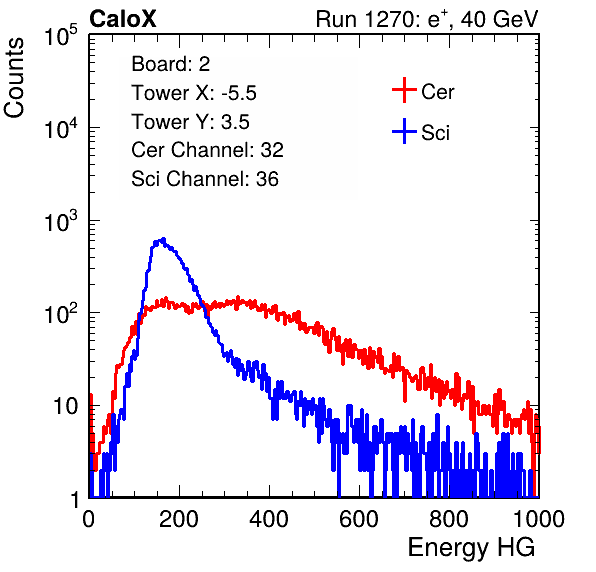 CaloX Run 1270: e⁺, 40 GeV
Counts
Board: 2
Tower X: -5.5
Tower Y: 3.5
Cer Channel: 32
Sci Channel: 36
Cer
Sci
10⁵
10⁴
10³
10²
10
1
0 200 400 600 800 1000
Energy HG